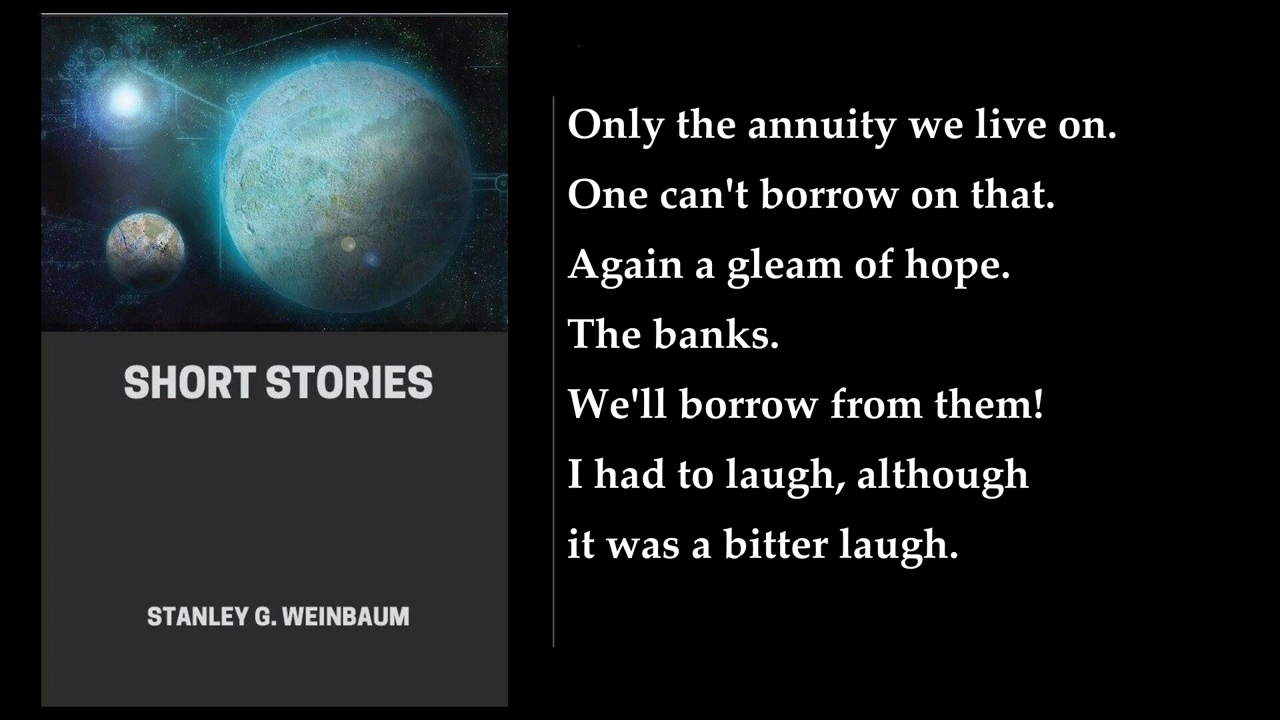 SHORT STORIES
STANLEY G. WEINBAUM
Only the annuity we live on.
One can't borrow on that.
Again a gleam of hope.
The banks.
We'll borrow from them!
I had to laugh, although
it was a bitter laugh.